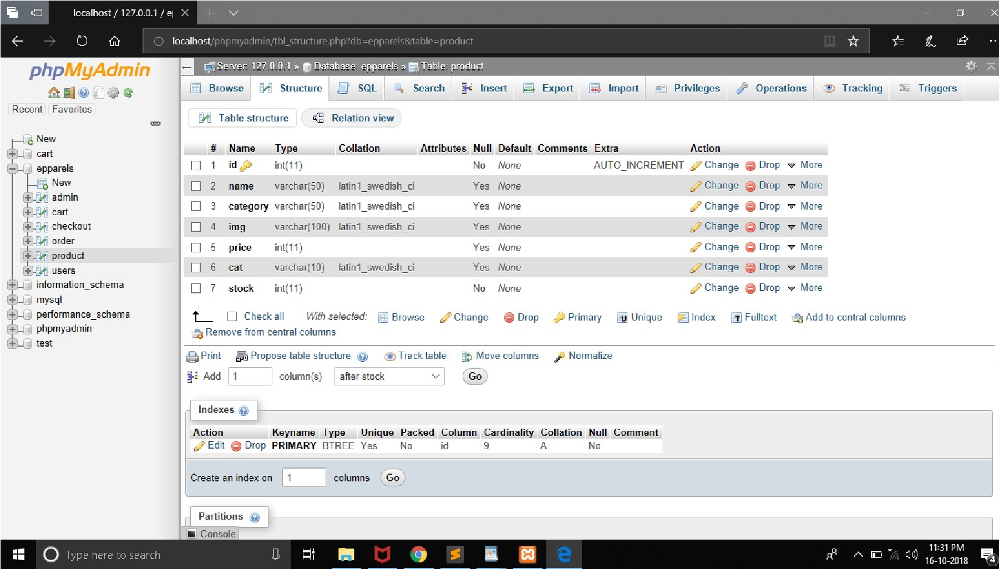 localhost / 127.0.0.1 / ep
localhost/phpmyadmin/tbl_structure.php?db=epparels&table=product
phpMyAdmin
Recent Favorites
New
cart
epparels
New
admin
cart
checkout
order
product
users
information_schema
mysql
performance_schema
phpmyadmin
test
Server: 127.0.0.1 » Database: epparels » Table: product
Browse Structure SQL Search Insert Export Import Privileges Operations Tracking Triggers
Table structure Relation view
# Name Type Collation Attributes Null Default Comments Extra Action
1 id int(11) No None AUTO_INCREMENT Change Drop More
2 name varchar(50) latin1_swedish_ci Yes None Change Drop More
3 category varchar(50) latin1_swedish_ci Yes None Change Drop More
4 img varchar(100) latin1_swedish_ci Yes None Change Drop More
5 price int(11) Yes None Change Drop More
6 cat varchar(10) latin1_swedish_ci Yes None Change Drop More
7 stock int(11) No None Change Drop More
Check all With selected: Browse Change Drop Primary Unique Index Fulltext Add to central columns
Remove from central columns
Print Propose table structure Track table Move columns Normalize
Add 1 column(s) after stock Go
Indexes
Action Keyname Type Unique Packed Column Cardinality Collation Null Comment
Edit Drop PRIMARY BTREE Yes No id 9 A No
Create an index on 1 columns Go
Partitions
Console
Type here to search
11:31 PM
16-10-2018
4